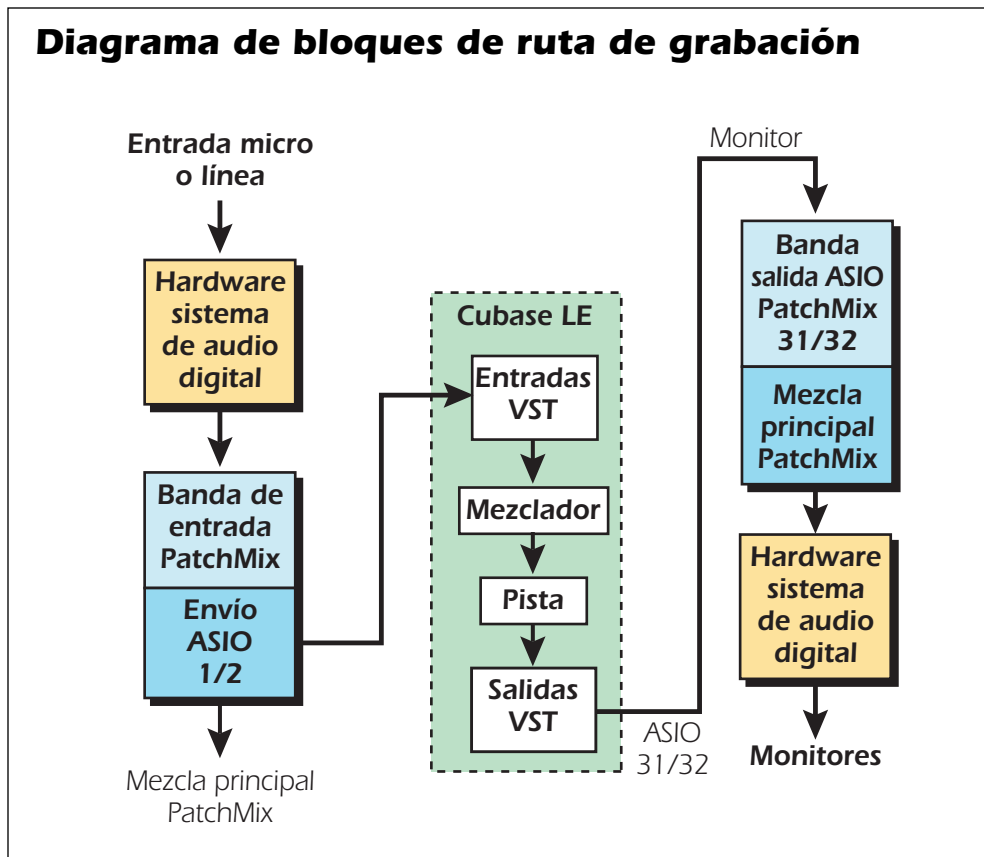 Diagrama de bloques de ruta de grabación
Entrada micro
o línea
Hardware
sistema
de audio
digital
Banda de
entrada
PatchMix
Envío
ASIO
1/2
Mezcla principal
PatchMix
Cubase LE
Entradas
VST
Mezclador
Pista
Salidas
VST
ASIO
31/32
Monitor
Banda
salida ASIO
PatchMix
31/32
Mezcla
principal
PatchMix
Hardware
sistema
de audio
digital
Monitores